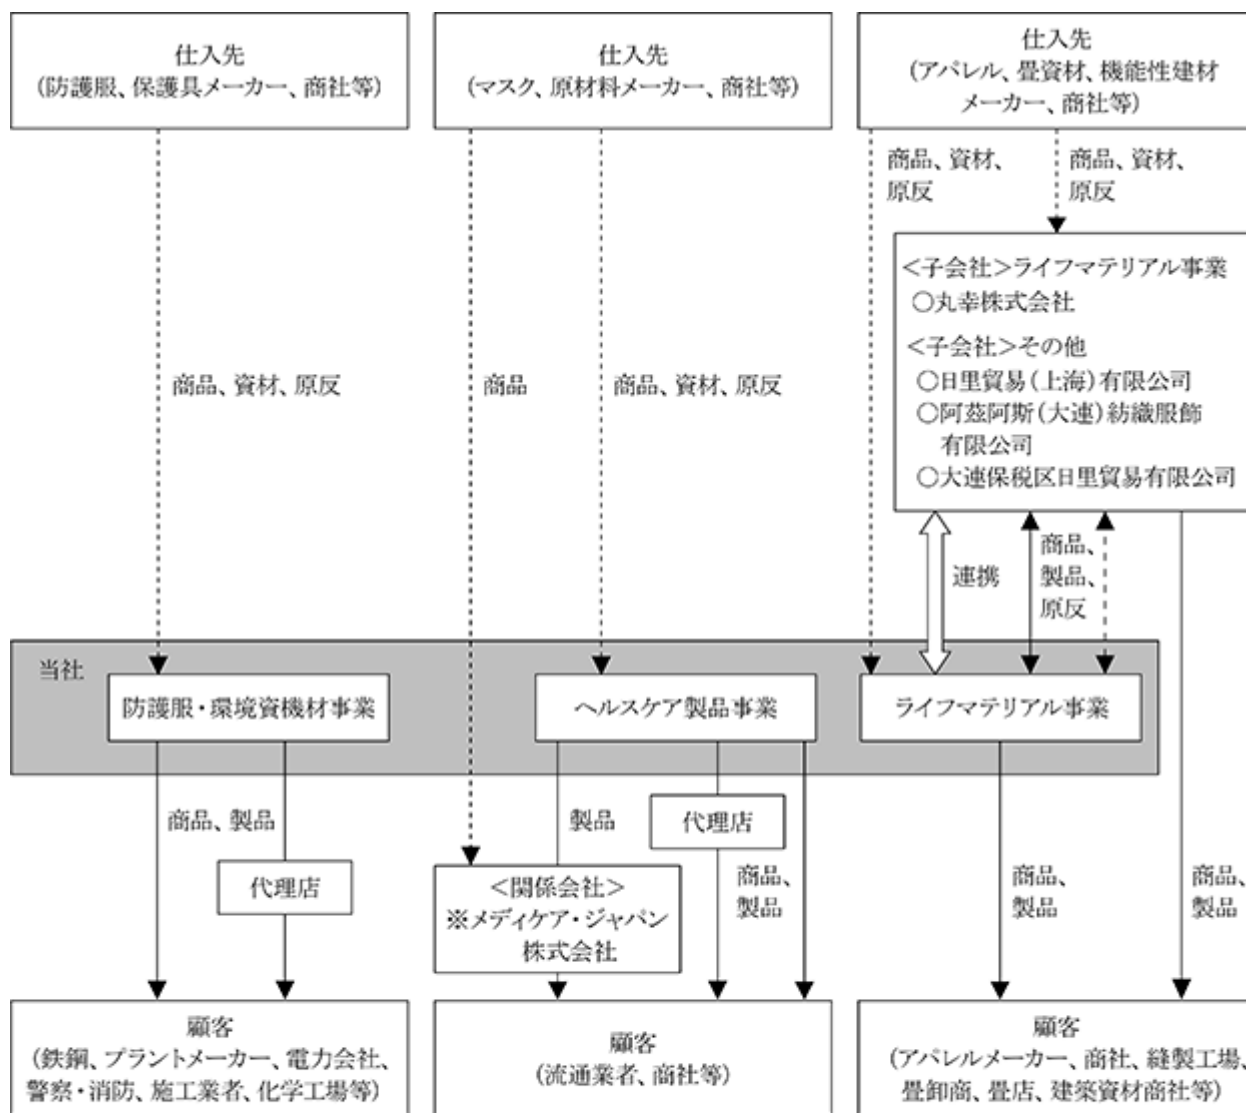 仕入先
(防護服、保護具メーカー、商社等)
仕入先
(マスク、原材料メーカー、商社等)
仕入先
(アパレル、畳資材、機能性建材
メーカー、商社等)
商品、資材、
原反
商品、資材、
原反
<子会社>ライフマテリアル事業
○丸幸株式会社
<子会社>その他
○日里貿易(上海)有限公司
○阿茲阿斯(大連)紡織服飾
有限公司
○大連保税区日里貿易有限公司
商品、資材、原反
商品
商品、資材、原反
連携
商品、
製品、
原反
当社
防護服・環境資機材事業
ヘルスケア製品事業
ライフマテリアル事業
商品、製品
代理店
製品
代理店
<関係会社>
※メディケア・ジャパン
株式会社
商品、
製品
商品、
製品
商品、
製品
顧客
(鉄鋼、プラントメーカー、電力会社、
警察・消防、施工業者、化学工場等)
顧客
(流通業者、商社等)
顧客
(アパレルメーカー、商社、縫製工場、
畳卸商、畳店、建築資材商社等)